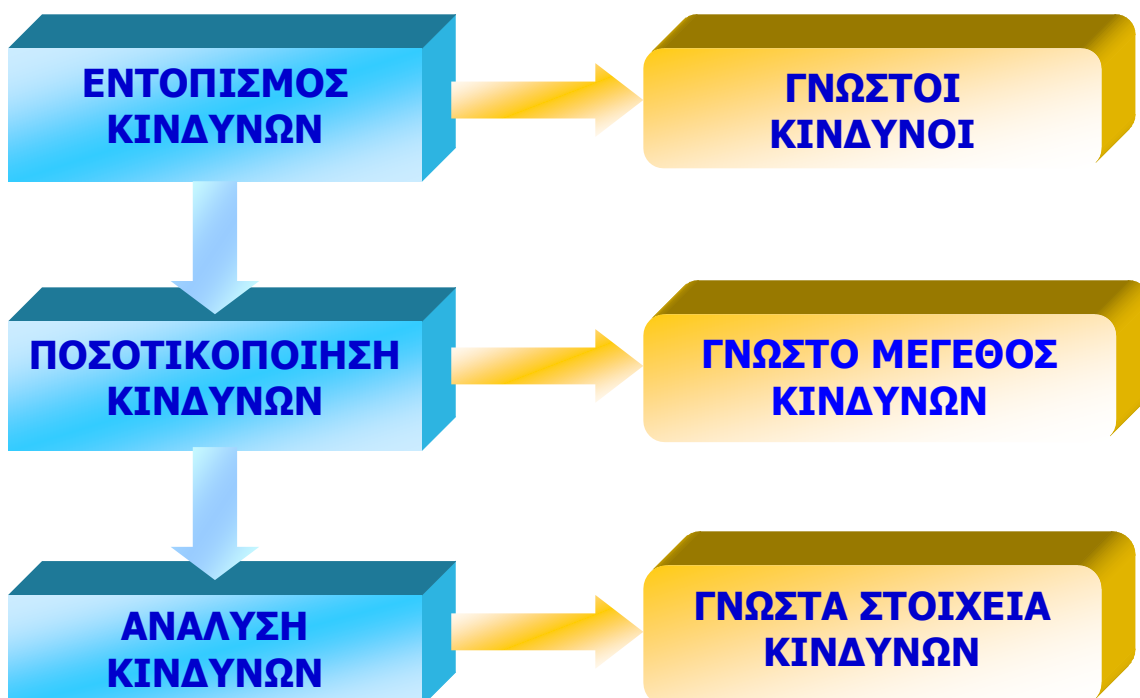 ΕΝΤΟΠΙΣΜΟΣ
ΚΙΝΔΥΝΩΝ
ΓΝΩΣΤΟΙ
ΚΙΝΔΥΝΟΙ
ΠΟΣΟΤΙΚΟΠΟΙΗΣΗ
ΚΙΝΔΥΝΩΝ
ΓΝΩΣΤΟ ΜΕΓΕΘΟΣ
ΚΙΝΔΥΝΩΝ
ΑΝΑΛΥΣΗ
ΚΙΝΔΥΝΩΝ
ΓΝΩΣΤΑ ΣΤΟΙΧΕΙΑ
ΚΙΝΔΥΝΩΝ